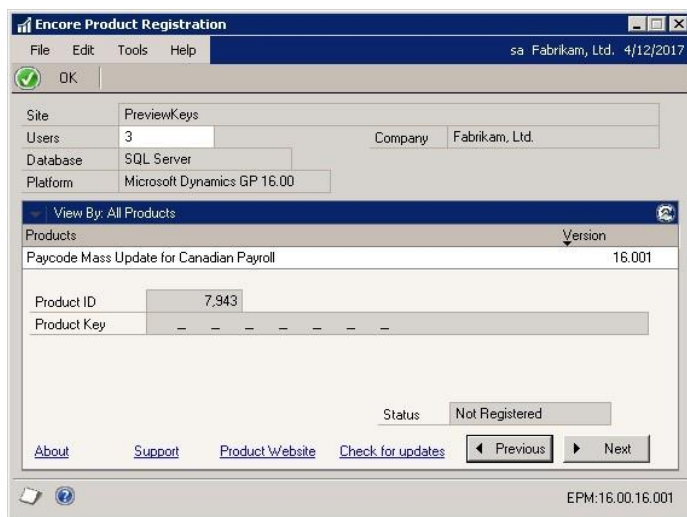 Encore Product Registration
File Edit Tools Help sa Fabrikam, Ltd. 4/12/2017
OK
Site PreviewKeys
Users 3 Company Fabrikam, Ltd.
Database SQL Server
Platform Microsoft Dynamics GP 16.00
View By: All Products
Products Version
Paycode Mass Update for Canadian Payroll 16.001
Product ID 7,943
Product Key _ _ _ _ _ _ _
Status Not Registered
About Support Product Website Check for updates Previous Next
EPM:16.00.16.001